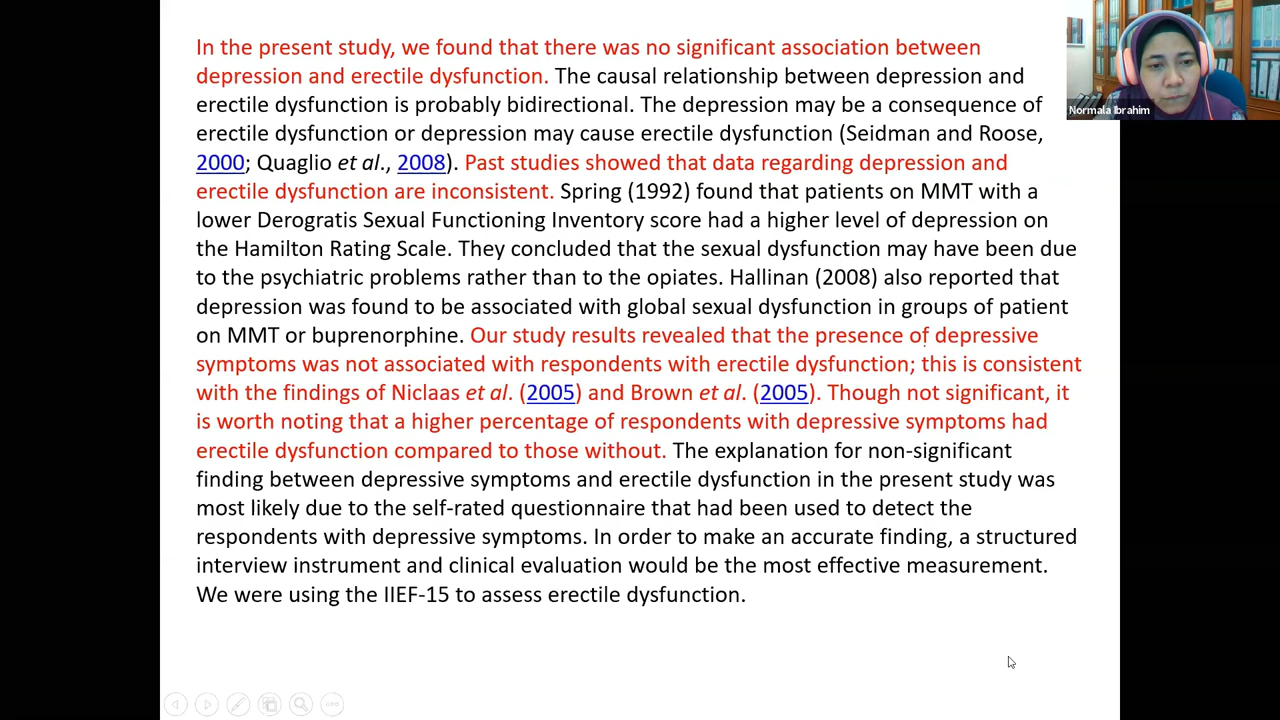 In the present study, we found that there was no significant association between
depression and erectile dysfunction. The causal relationship between depression and
erectile dysfunction is probably bidirectional. The depression may be a consequence of
erectile dysfunction or depression may cause erectile dysfunction (Seidman and Roose,
2000; Quaglio et al., 2008). Past studies showed that data regarding depression and
erectile dysfunction are inconsistent. Spring (1992) found that patients on MMT with a
lower Derogratis Sexual Functioning Inventory score had a higher level of depression on
the Hamilton Rating Scale. They concluded that the sexual dysfunction may have been due
to the psychiatric problems rather than to the opiates. Hallinan (2008) also reported that
depression was found to be associated with global sexual dysfunction in groups of patient
on MMT or buprenorphine. Our study results revealed that the presence of depressive
symptoms was not associated with respondents with erectile dysfunction; this is consistent
with the findings of Niclaas et al. (2005) and Brown et al. (2005). Though not significant, it
is worth noting that a higher percentage of respondents with depressive symptoms had
erectile dysfunction compared to those without. The explanation for non-significant
finding between depressive symptoms and erectile dysfunction in the present study was
most likely due to the self-rated questionnaire that had been used to detect the
respondents with depressive symptoms. In order to make an accurate finding, a structured
interview instrument and clinical evaluation would be the most effective measurement.
We were using the IIEF-15 to assess erectile dysfunction.
Normala Ibrahim